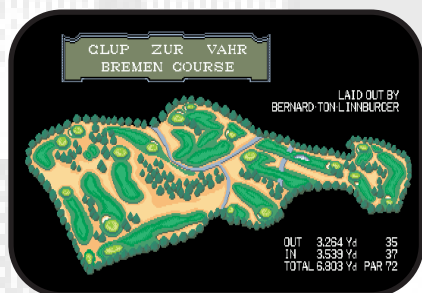 CLUP ZUR VAHR
BREMEN COURSE
LAID OUT BY
BERNARD·TON·LINNBURGER
OUT 3.264 Yd 35
IN 3.539 Yd 37
TOTAL 6.803 Yd PAR 72